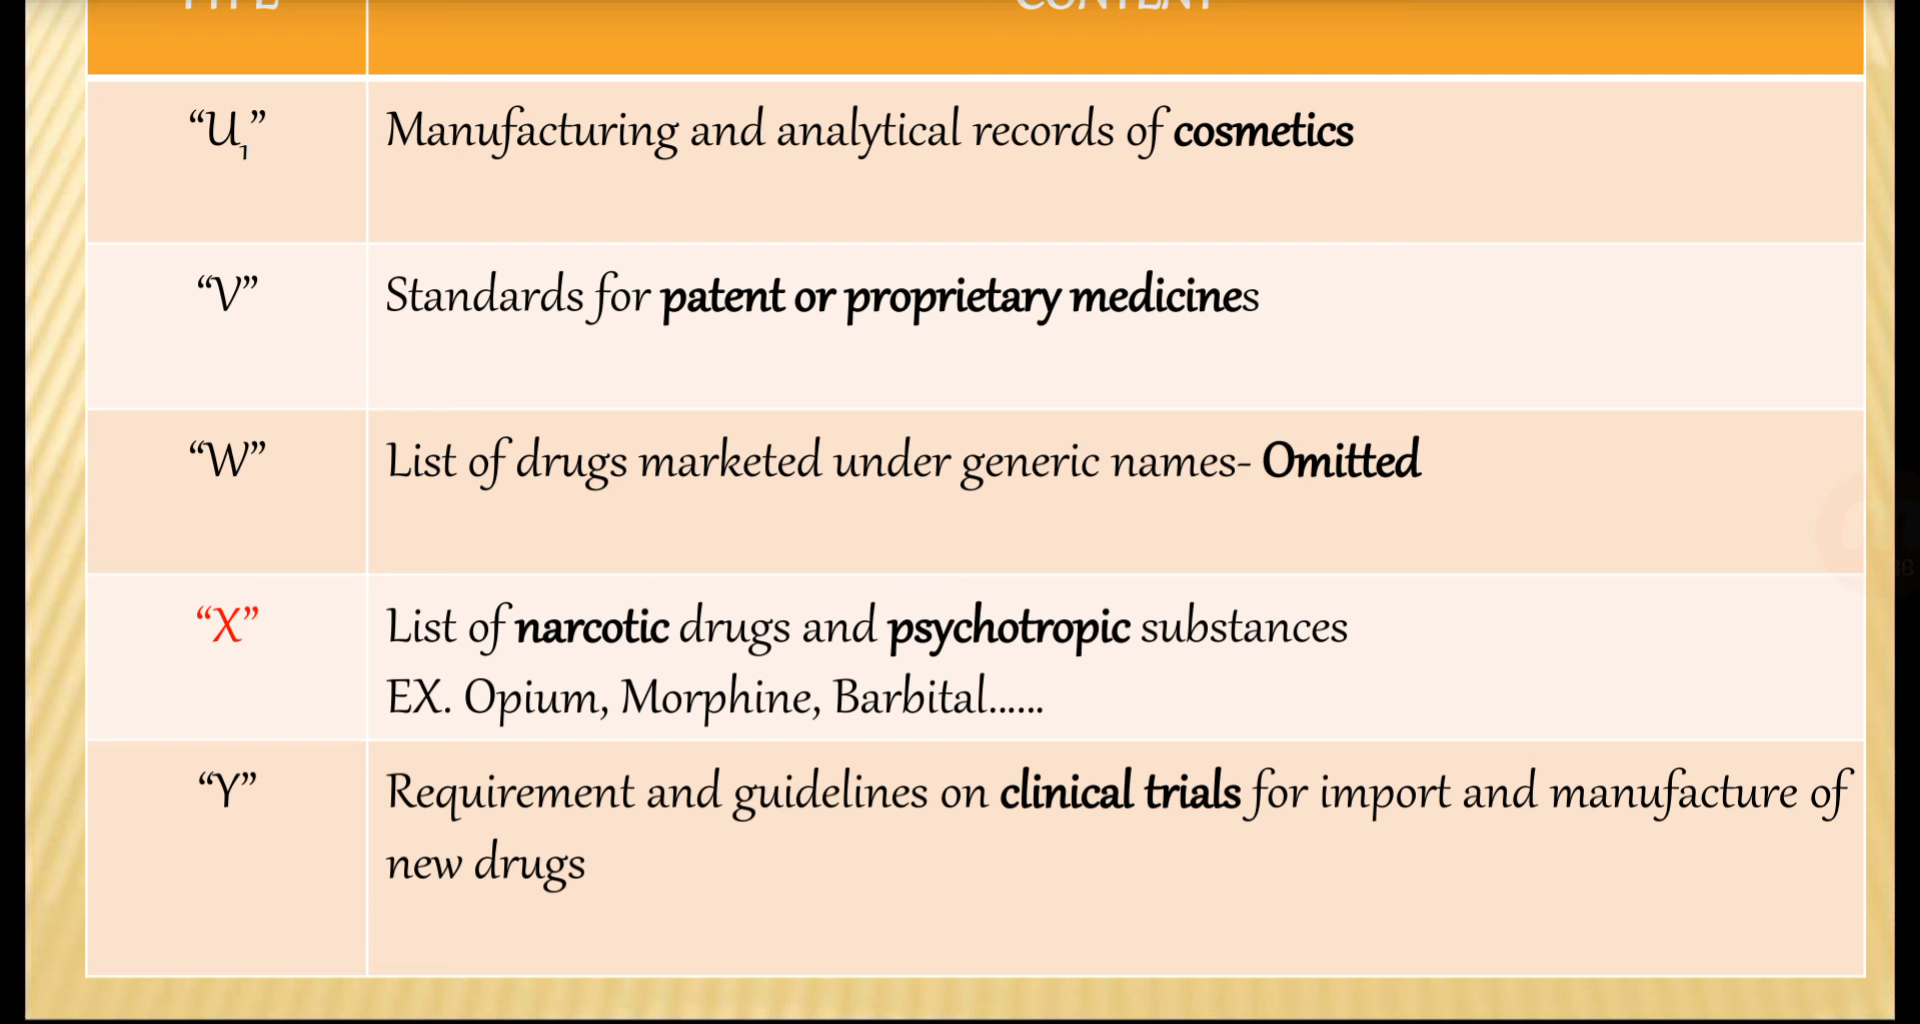 TYPE
CONTENT
“U1”
Manufacturing and analytical records of cosmetics
“V”
Standards for patent or proprietary medicines
“W”
List of drugs marketed under generic names- Omitted
“X”
List of narcotic drugs and psychotropic substances
EX. Opium, Morphine, Barbital......
“Y”
Requirement and guidelines on clinical trials for import and manufacture of
new drugs